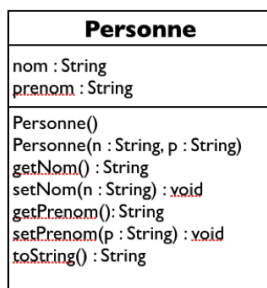 Personne
nom : String
prenom : String
Personne()
Personne(n : String, p : String)
getNom() : String
setNom(n : String) : void
getPrenom(): String
setPrenom(p : String) : void
toString() : String